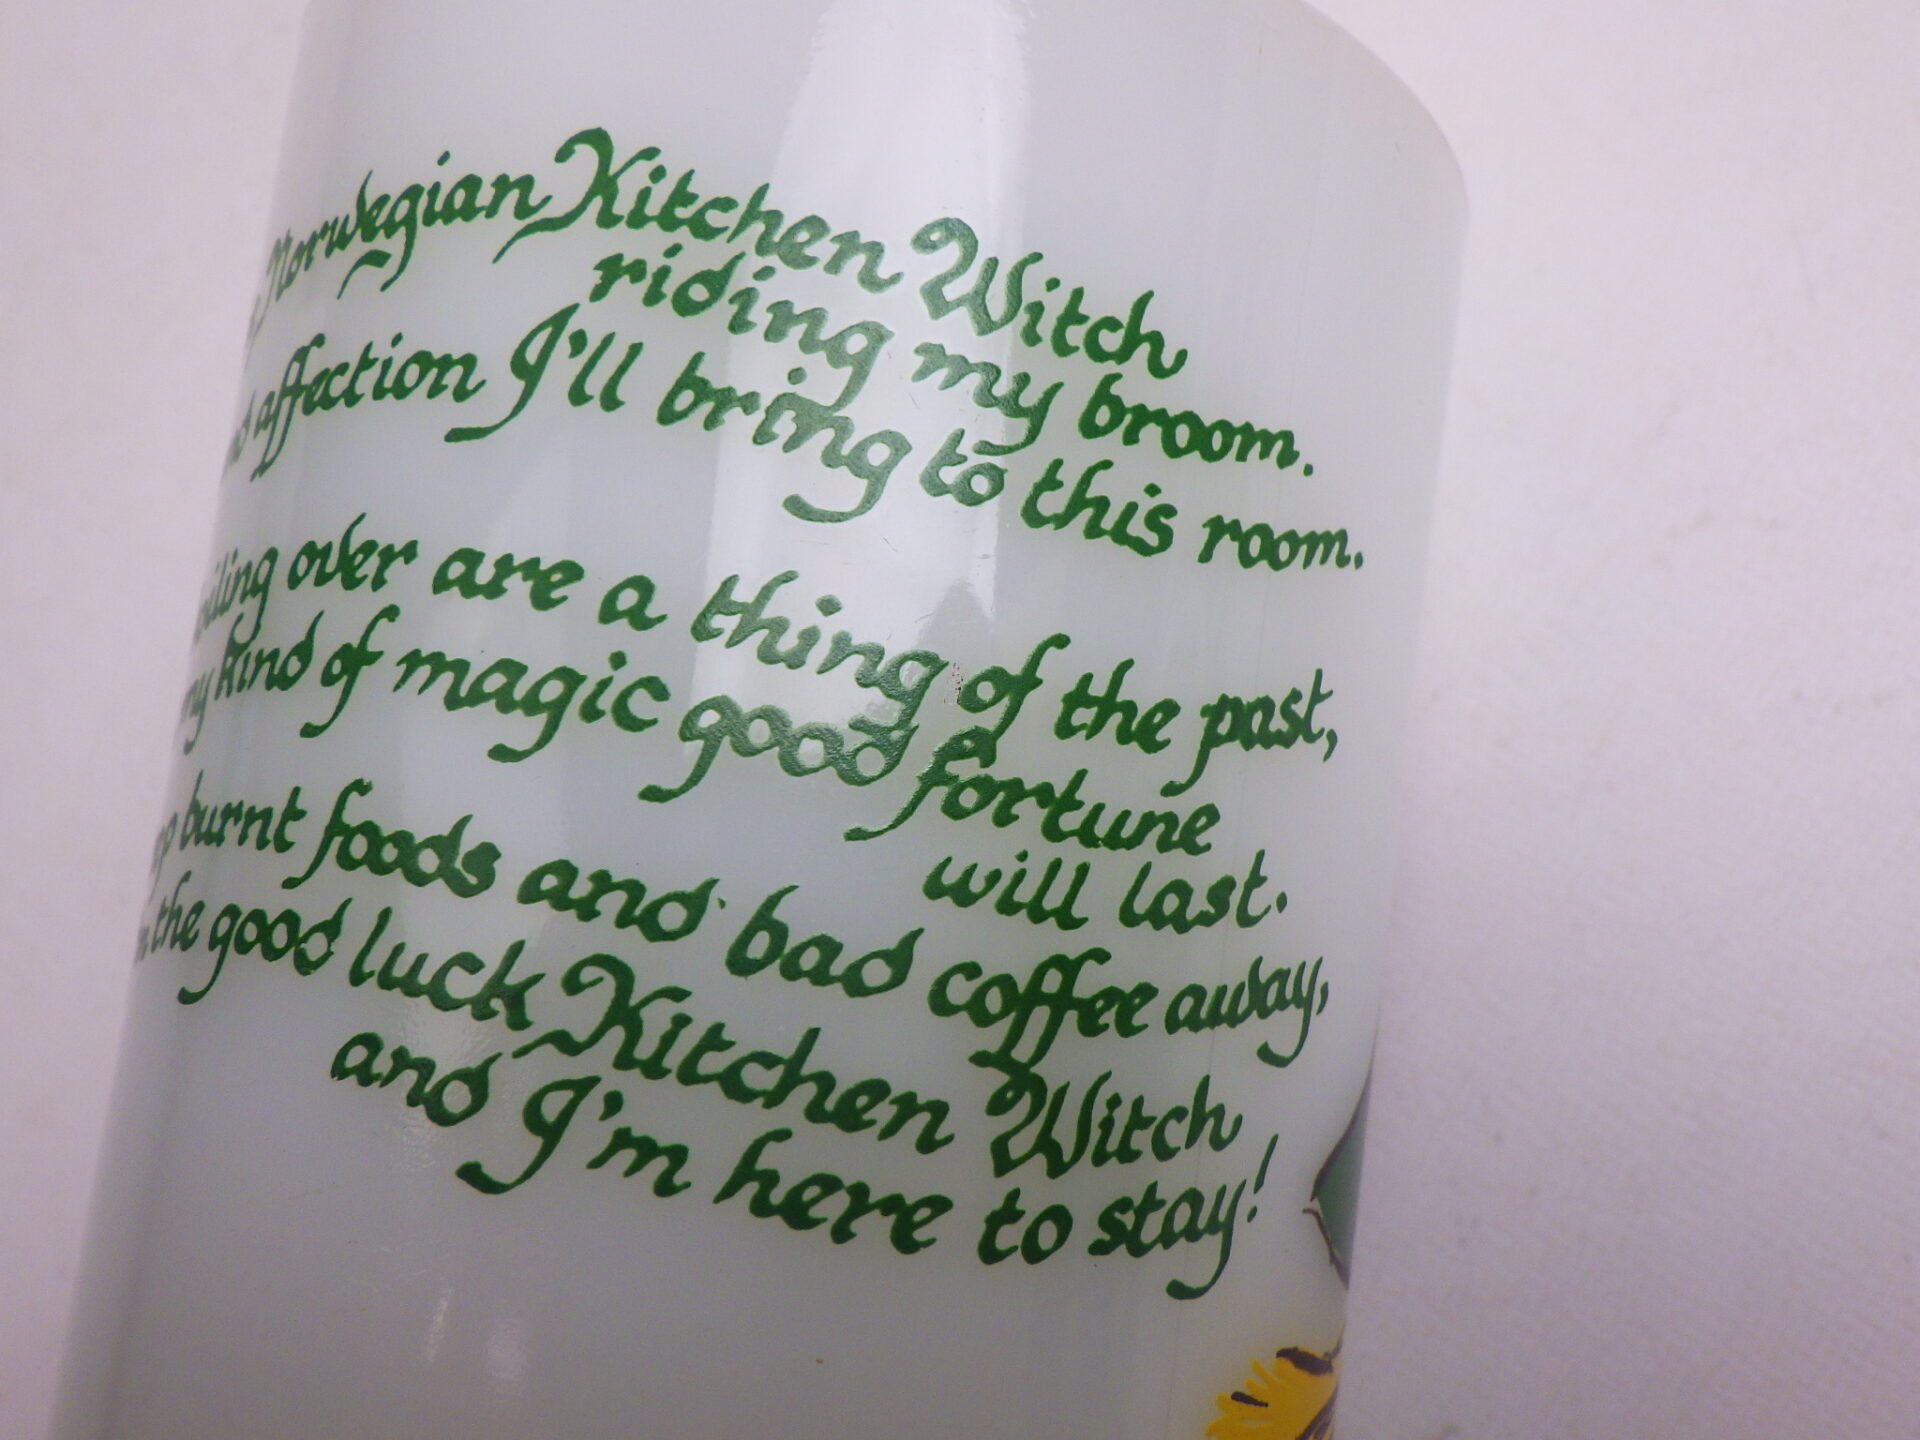 Norwegian Kitchen Witch
riding my broom.
affection I'll bring to this room.
over are a thing of the past,
my kind of magic good fortune
will last.
burnt foods and bad coffee away,
the good luck Kitchen Witch
and I'm here to stay!